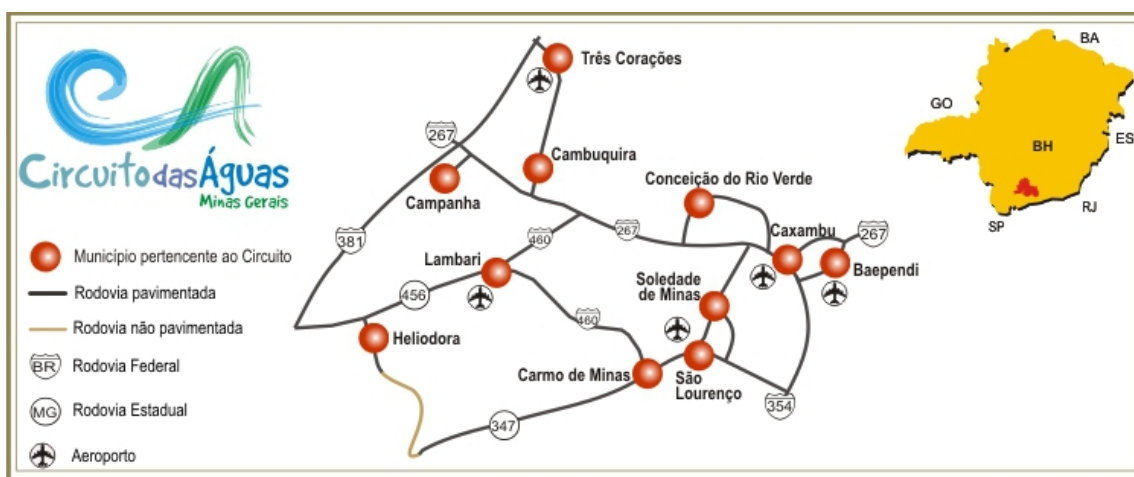 Circuito das Águas
Minas Gerais
Município pertencente ao Circuito
Rodovia pavimentada
Rodovia não pavimentada
BR
Rodovia Federal
MG
Rodovia Estadual
Aeroporto
Três Corações
267
Cambuquira
Campanha
Conceição do Rio Verde
381
460
267
Caxambu
267
Lambari
Baependi
456
Soledade
de Minas
460
Heliodora
Carmo de Minas
São
Lourenço
354
347
BA
GO
ES
BH
RJ
SP